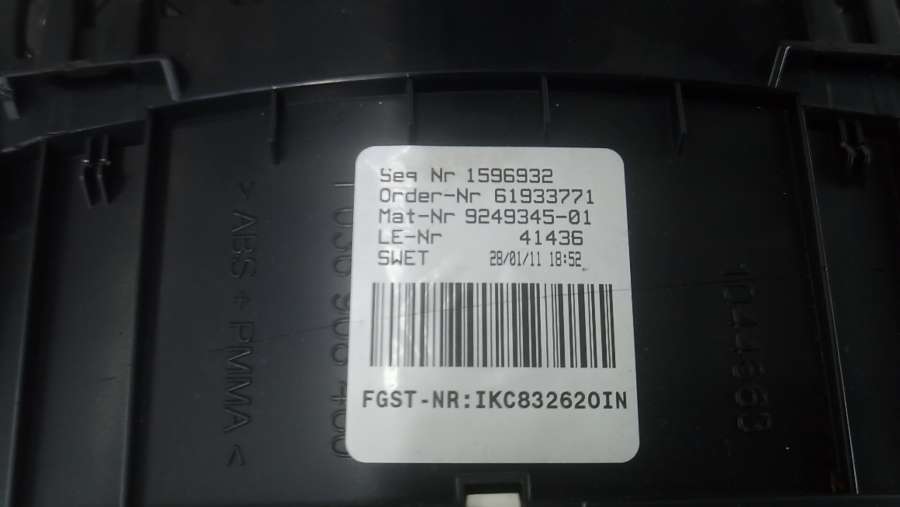 Seq Nr 1596932
Order-Nr 61933771
Mat-Nr 9249345-01
LE-Nr 41436
SWET 28/01/11 18:52
FGST-NR:IKC832620IN
>ABS+PMMA<